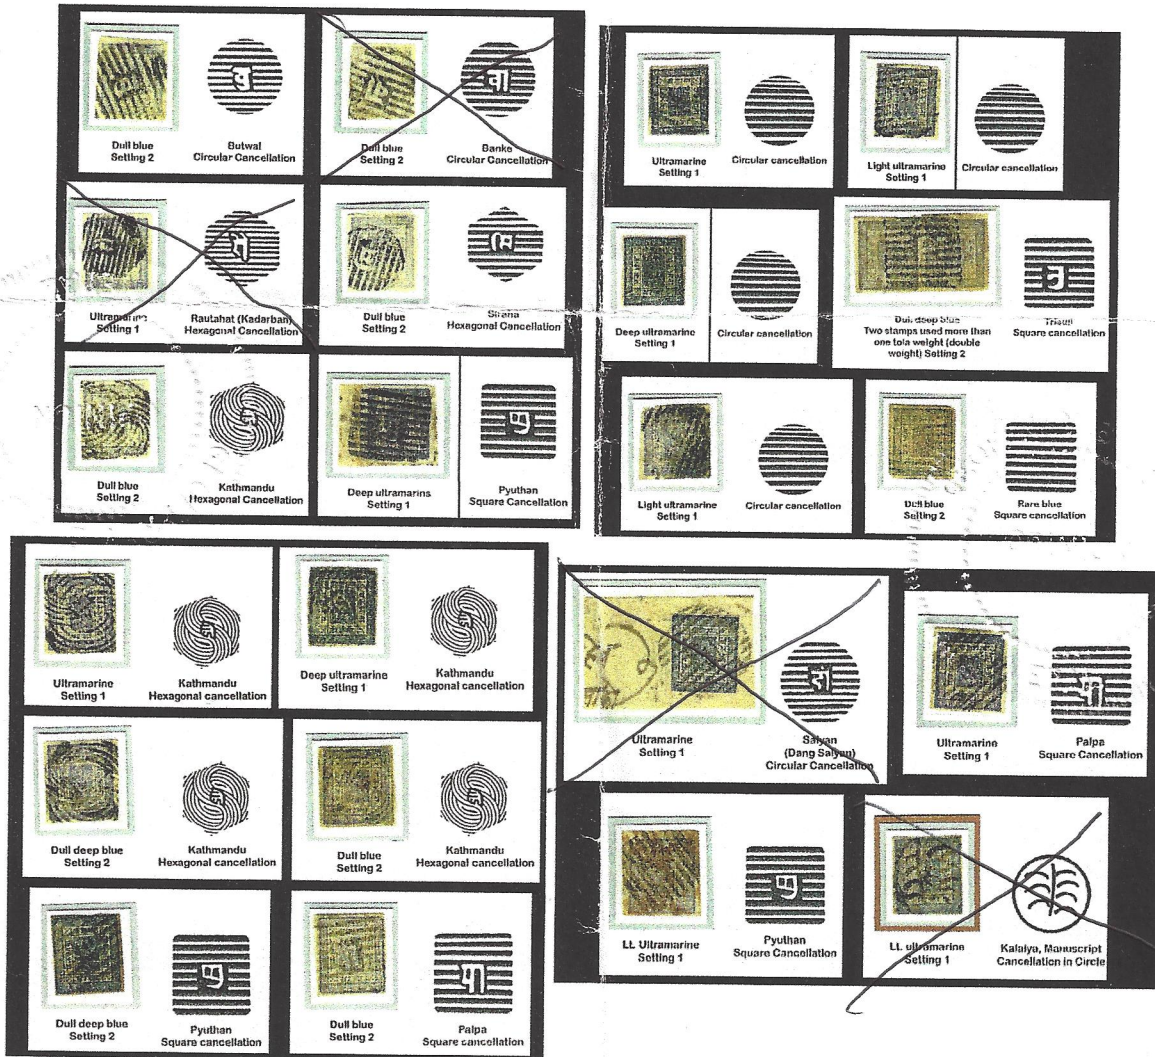 Dull blue
Setting 2
Butwal
Circular Cancellation
बु
Dull blue
Setting 2
Banke
Circular Cancellation
वा
Ultramarine
Setting 1
Rautahat (Kadarban)
Hexagonal Cancellation
Dull blue
Setting 2
Hexagonal Cancellation
सि
Dull blue
Setting 2
Kathmandu
Hexagonal Cancellation
Deep ultramarins
Setting 1
Pyuthan
Square Cancellation
Ultramarine
Setting 1
Circular cancellation
Light ultramarine
Setting 1
Circular cancellation
Deep ultramarine
Setting 1
Circular cancellation
Dull deep blue
Two stamps used more than
one tola weight (double
weight) Setting 2
Square cancellation
Light ultramarine
Setting 1
Circular cancellation
Dull blue
Setting 2
Rare blue
Square cancellation
Ultramarine
Setting 1
Kathmandu
Hexagonal cancellation
Deep ultramarine
Setting 1
Kathmandu
Hexagonal cancellation
Dull deep blue
Setting 2
Kathmandu
Hexagonal cancellation
Dull blue
Setting 2
Kathmandu
Hexagonal cancellation
Dull deep blue
Setting 2
Pyuthan
Square cancellation
Dull blue
Setting 2
Palpa
Square cancellation
पा
Ultramarine
Setting 1
Salyan
(Dang Salyan)
Circular Cancellation
Ultramarine
Setting 1
Palpa
Square Cancellation
पा
Lt. Ultramarine
Setting 1
Pyuthan
Square Cancellation
Lt. ultramarine
Setting 1
Kalaiya, Manuscript
Cancellation in Circle